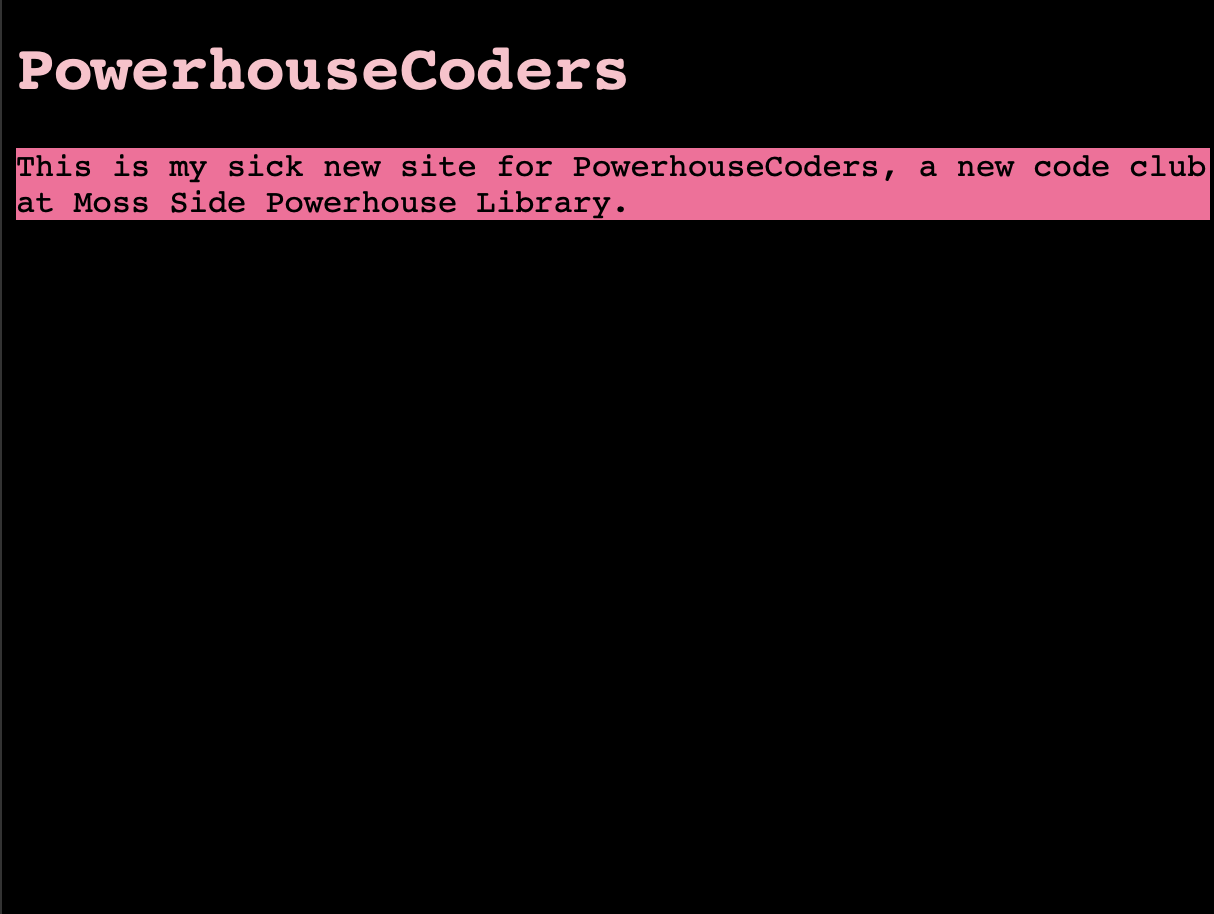 PowerhouseCoders
This is my sick new site for PowerhouseCoders, a new code club
at Moss Side Powerhouse Library.